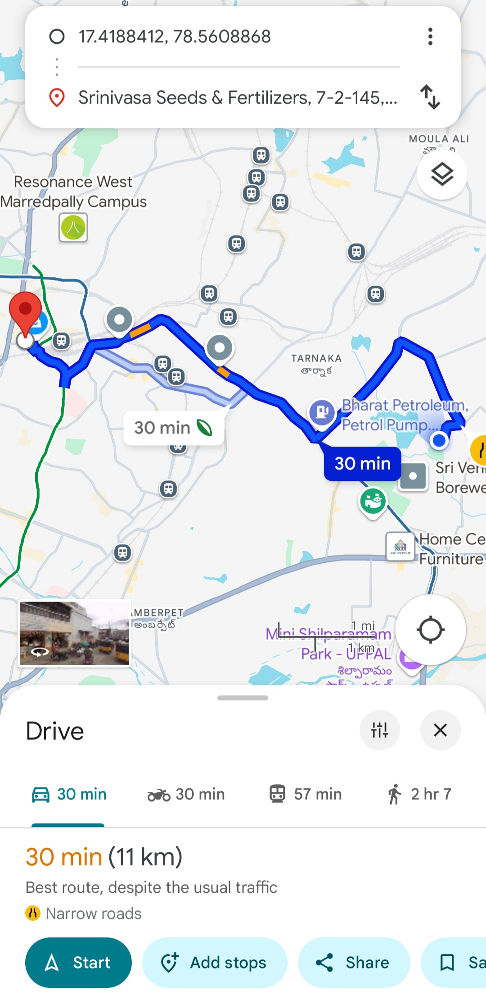 17.4188412, 78.5608868
Srinivasa Seeds & Fertilizers, 7-2-145,...
MOULA ALI
Resonance West
Marredpally Campus
TARNAKA
తార్నాక
Bharat Petroleum,
Petrol Pump...
30 min
30 min
Sri Ven
Borewe
Home Ce
homecentre
Furniture
MBERPET
అంబర్పేట్
1 mi
Mini Shilparamam
1 km
Park - UPPAL
శిల్పారామం
Drive
30 min
30 min
57 min
2 hr 7
30 min (11 km)
Best route, despite the usual traffic
Narrow roads
Start
Add stops
Share
Sa